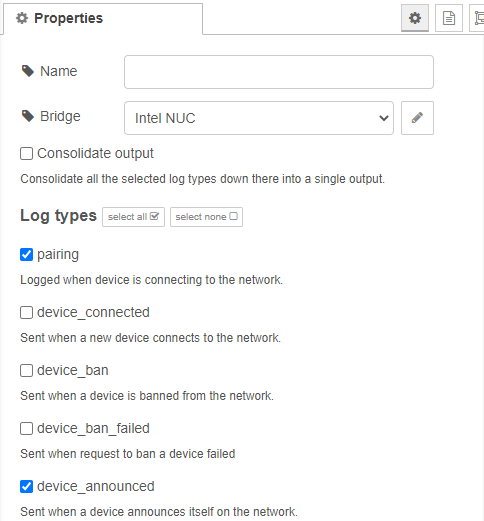 Properties
Name
Bridge
Intel NUC
Consolidate output
Consolidate all the selected log types down there into a single output.
Log types select all select none
pairing
Logged when device is connecting to the network.
device_connected
Sent when a new device connects to the network.
device_ban
Sent when a device is banned from the network.
device_ban_failed
Sent when request to ban a device failed
device_announced
Sent when a device announces itself on the network.